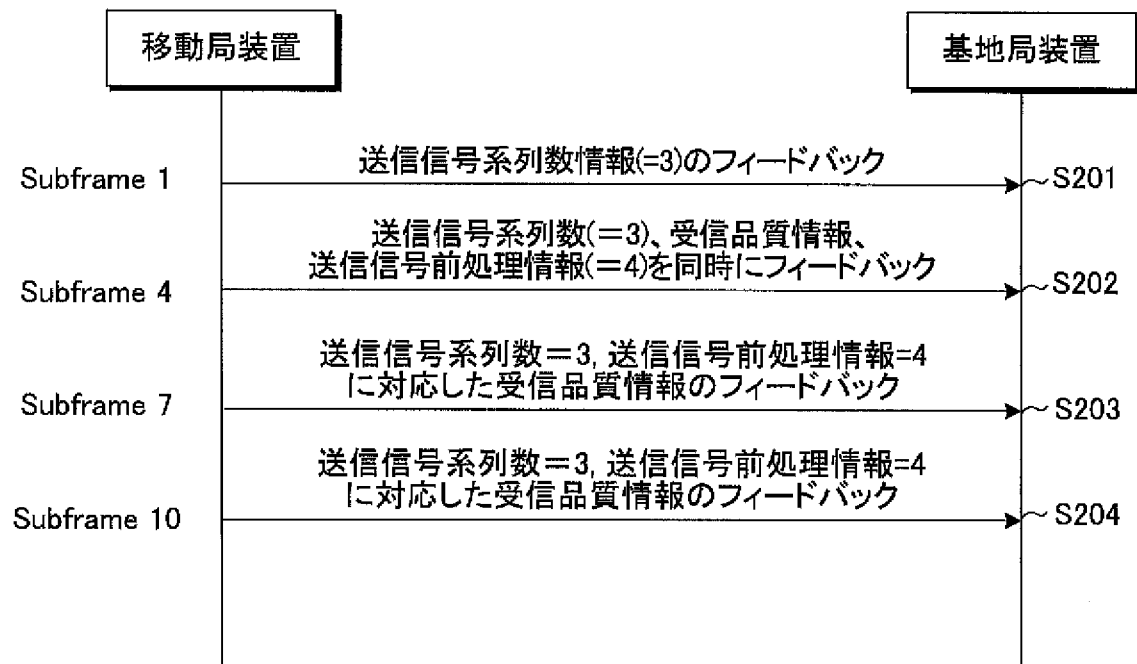 移動局装置
基地局装置
Subframe 1
送信信号系列数情報(=3)のフィードバック
S201
送信信号系列数(＝3)、受信品質情報、
送信信号前処理情報(＝4)を同時にフィードバック
Subframe 4
S202
送信信号系列数＝3, 送信信号前処理情報=4
に対応した受信品質情報のフィードバック
Subframe 7
S203
送信信号系列数＝3, 送信信号前処理情報=4
に対応した受信品質情報のフィードバック
Subframe 10
S204